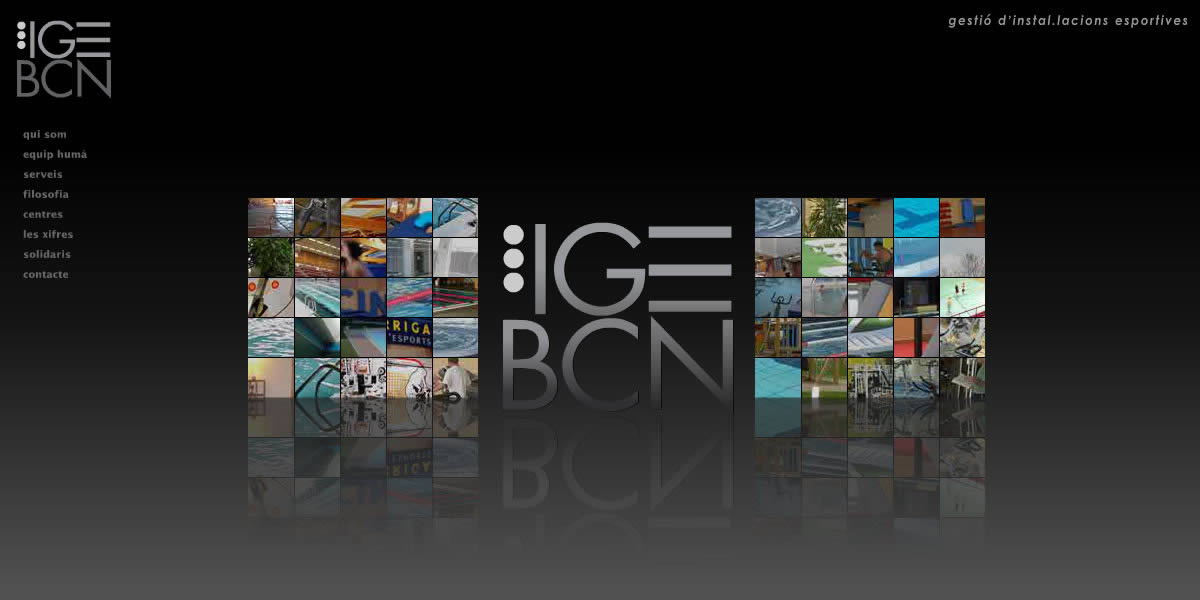 IGE
BCN
gestió d'instal.lacions esportives
qui som
equip humà
serveis
filosofia
centres
les xifres
solidaris
contacte
IGE
BCN
RRIGA
'ESPORTS